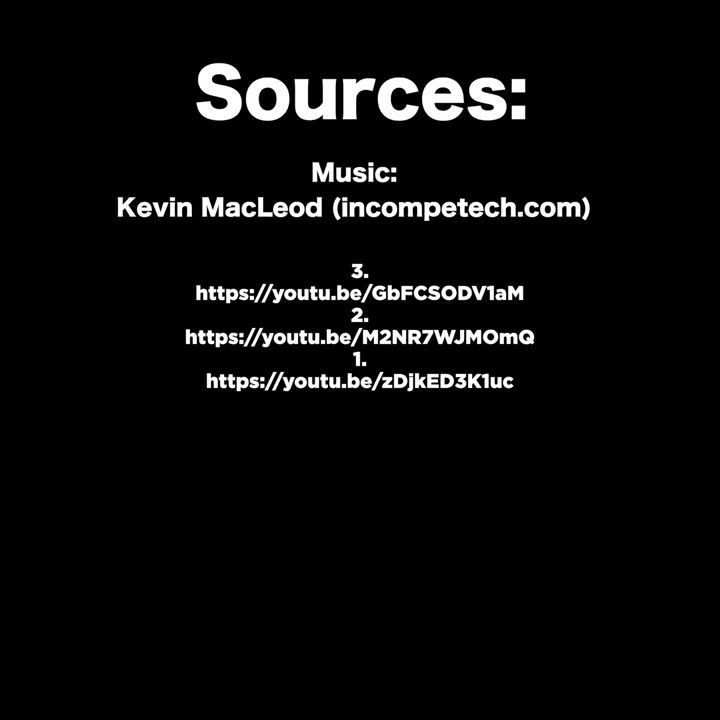 Sources:
Music:
Kevin MacLeod (incompetech.com)
3.
https://youtu.be/GbFCSODV1aM
2.
https://youtu.be/M2NR7WJMOmQ
1.
https://youtu.be/zDjkED3K1uc